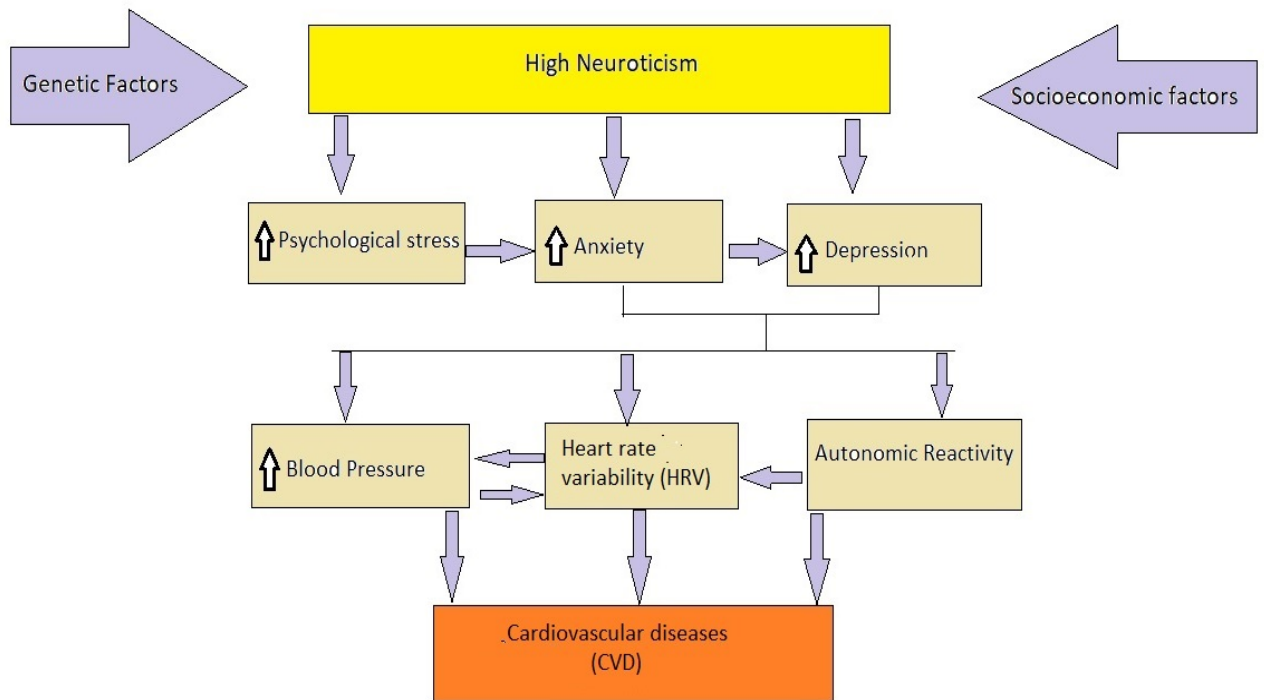 High Neuroticism
Genetic Factors
Socioeconomic factors
Psychological stress
Anxiety
Depression
Blood Pressure
Heart rate
variability (HRV)
Autonomic Reactivity
Cardiovascular diseases
(CVD)